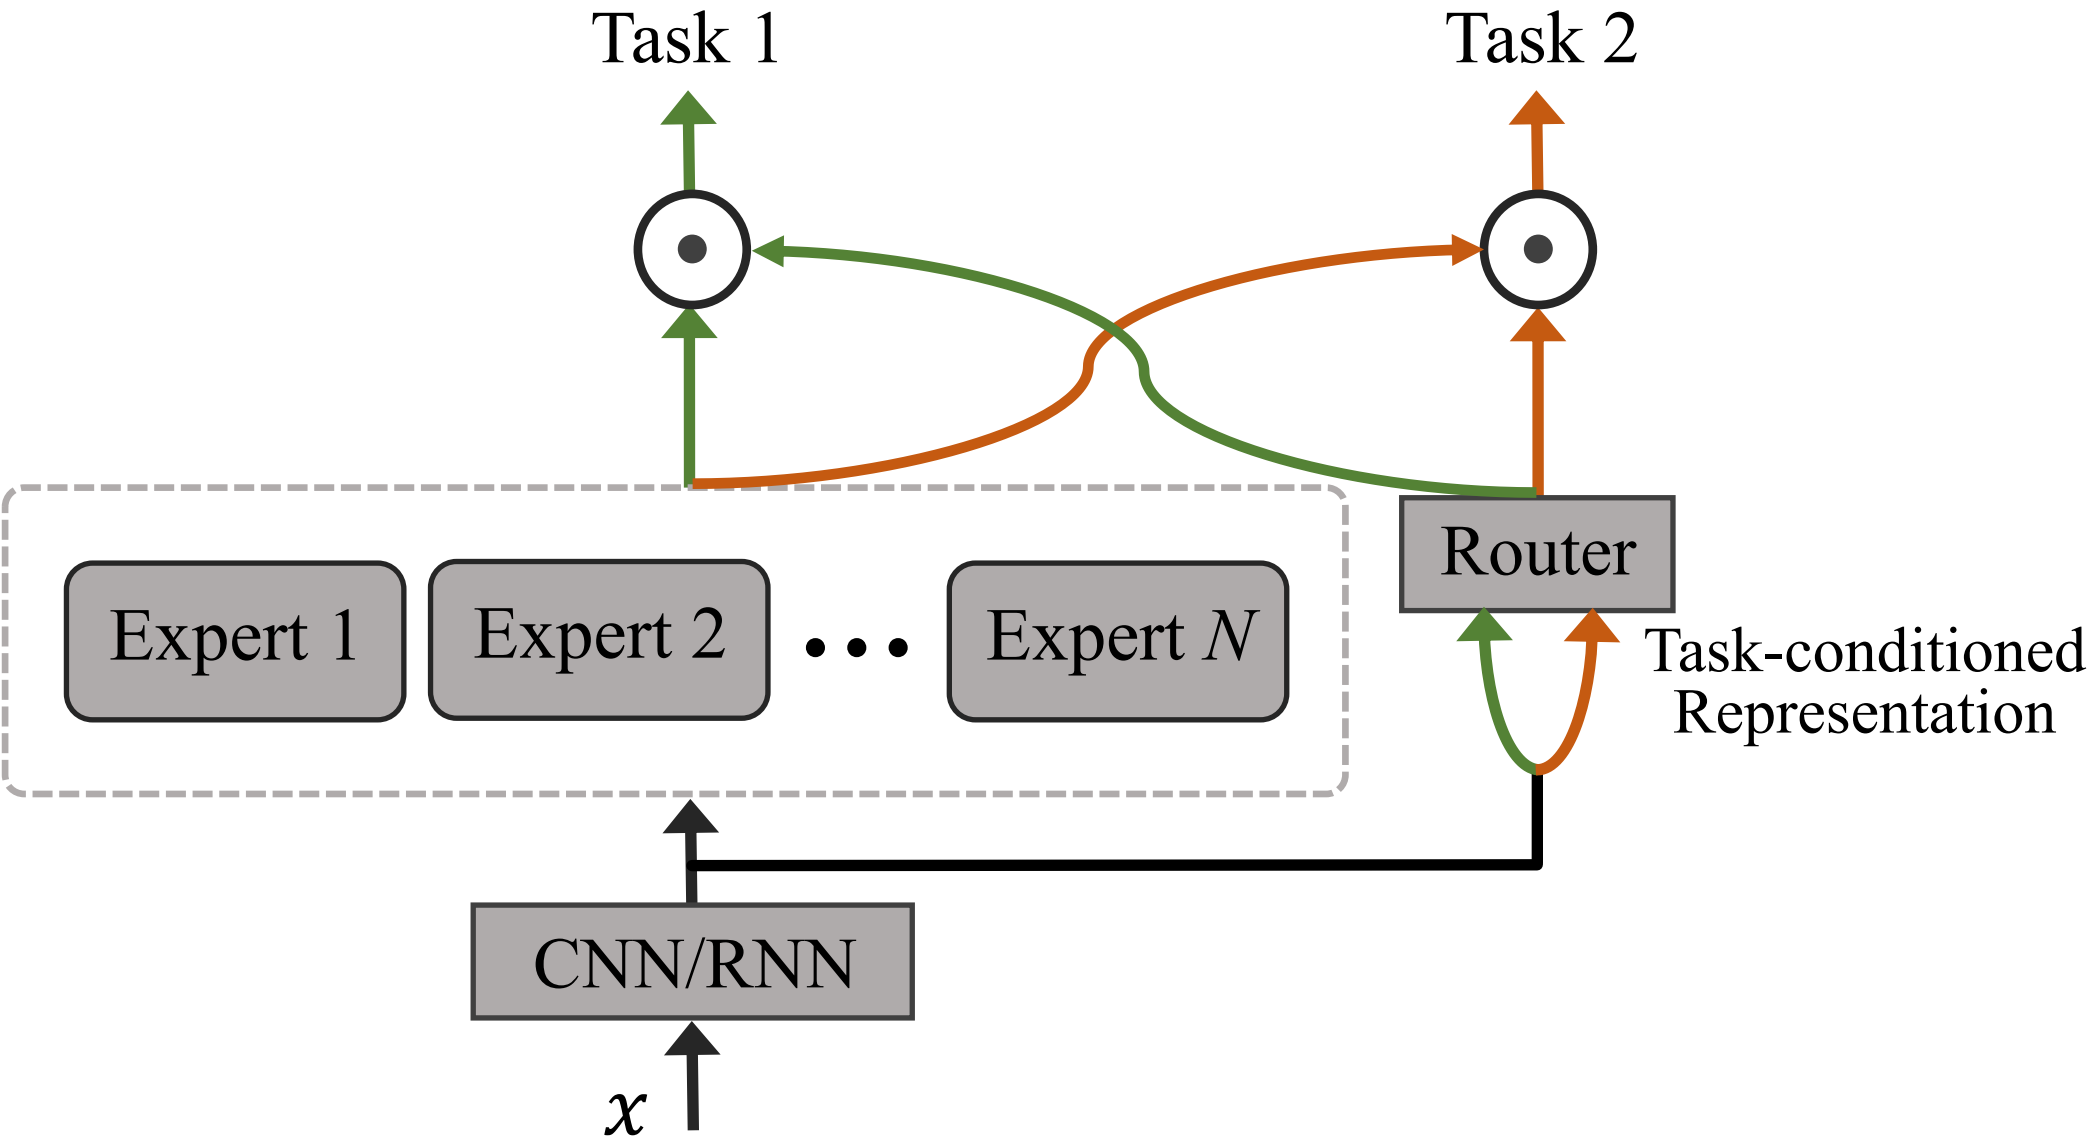 Task 1
Task 2
Expert 1
Expert 2
Expert N
Router
Task-conditioned
Representation
CNN/RNN
x